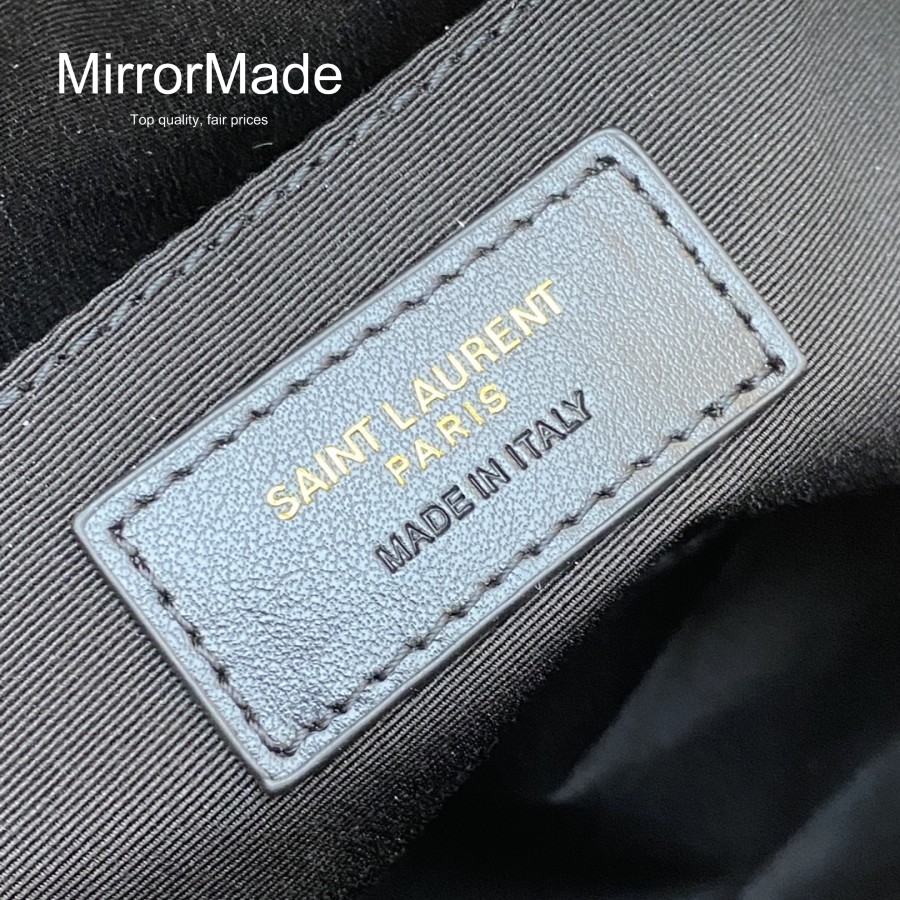 MirrorMade
Top quality, fair prices
SAINT LAURENT
PARIS
MADE IN ITALY